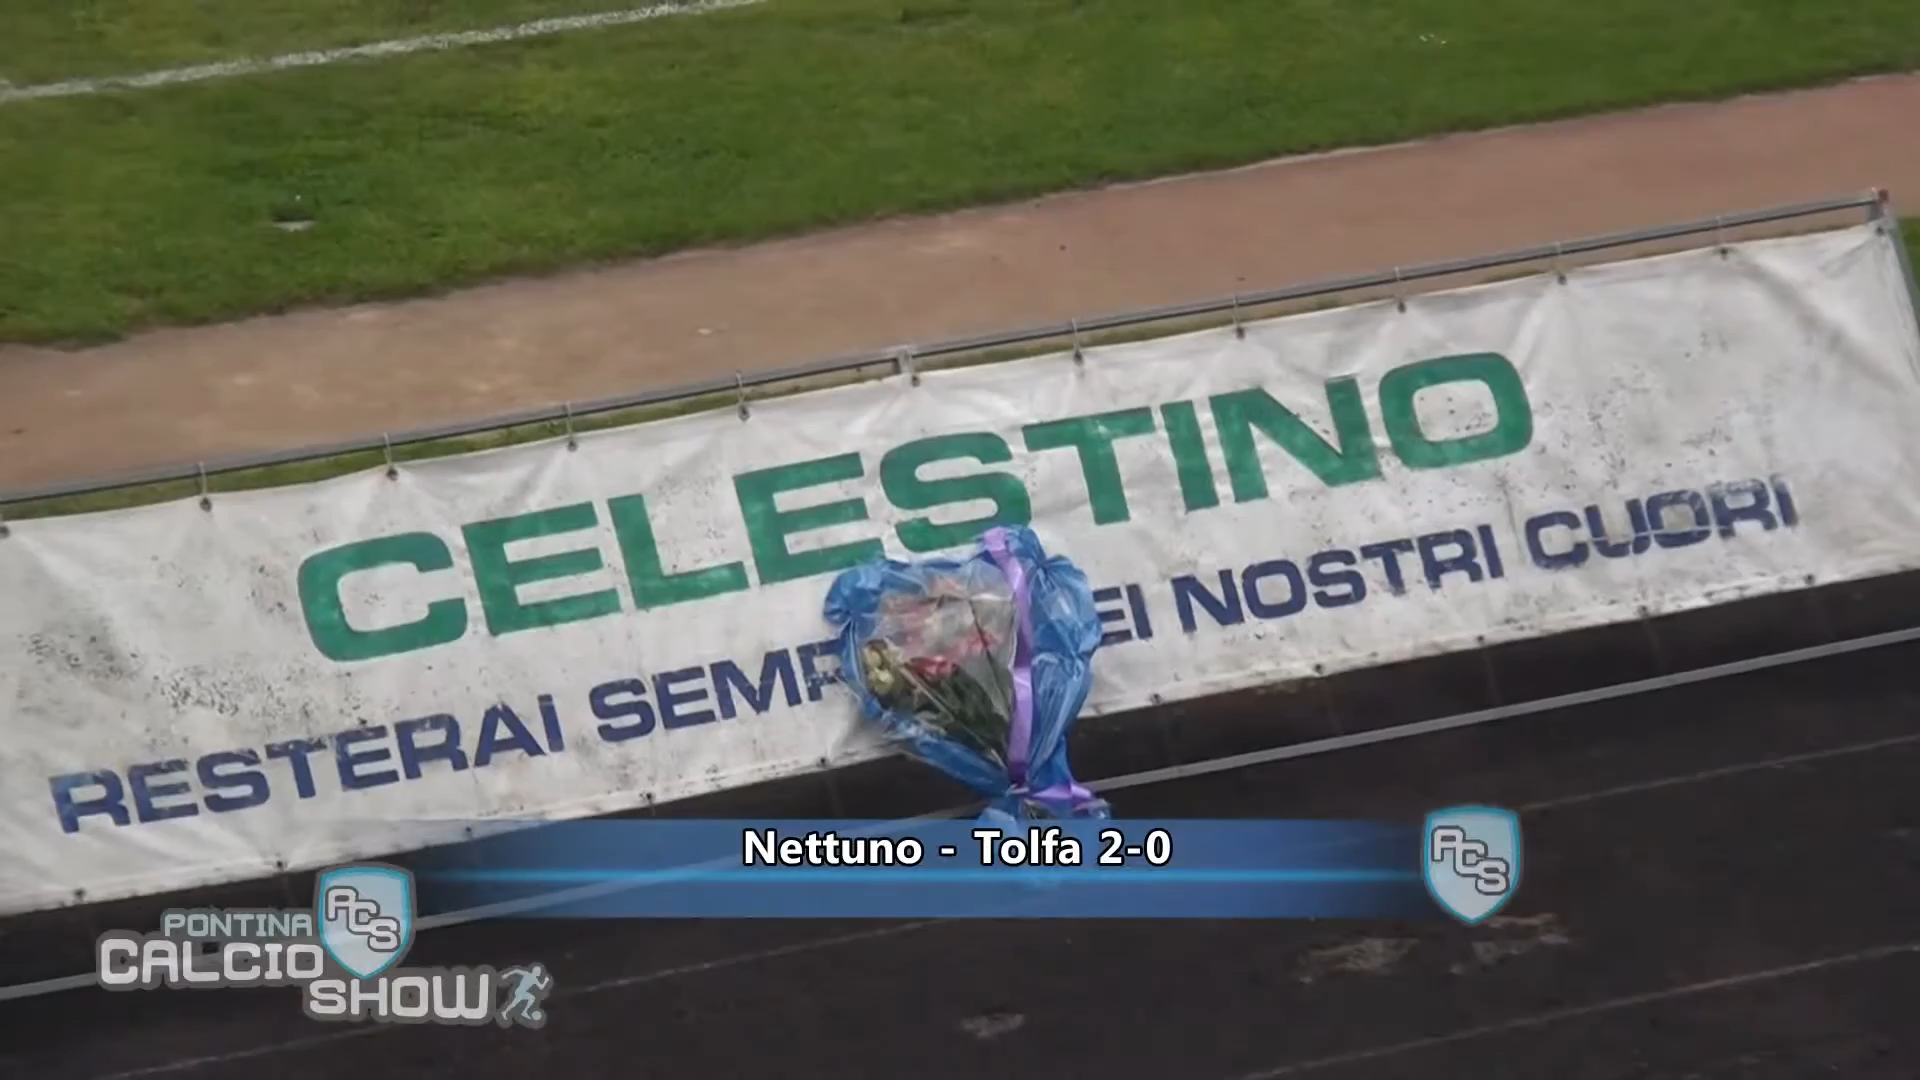 CELESTINO
RESTERAI SEMP EI NOSTRI CUORI
Nettuno - Tolfa 2-0
PCS
PONTINA
CALCIO
SHOW
PCS